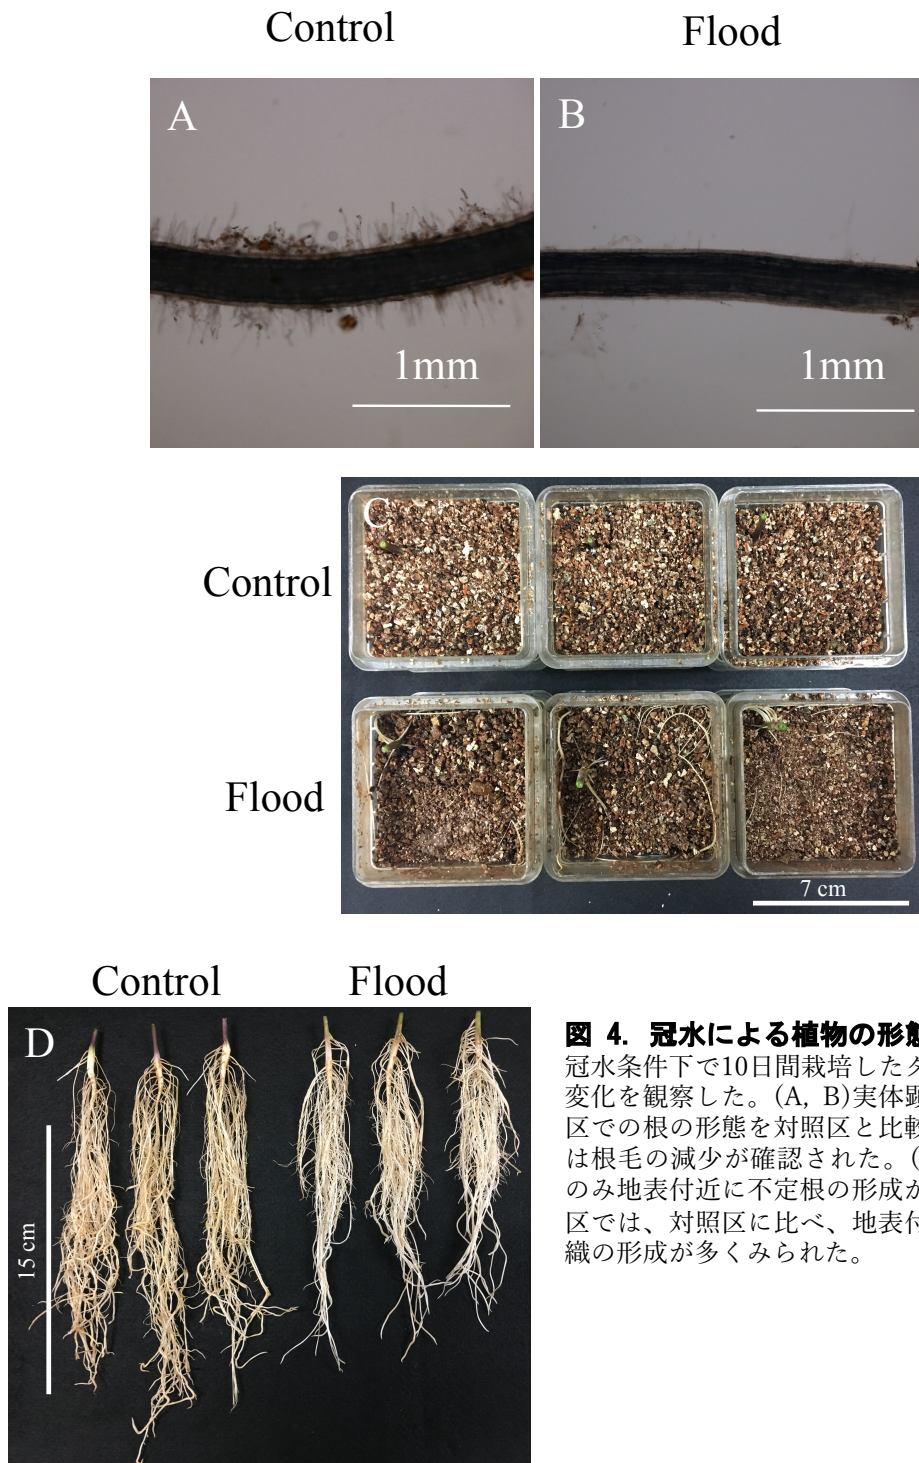 Control
Flood
A
B
1mm
1mm
C
Control
Flood
7 cm
Control
Flood
D
15 cm
図 4. 冠水による植物の形態
冠水条件下で10日間栽培した
変化を観察した。(A, B)実体顕
区での根の形態を対照区と比較
は根毛の減少が確認された。(
のみ地表付近に不定根の形成が
区では、対照区に比べ、地表付
織の形成が多くみられた。